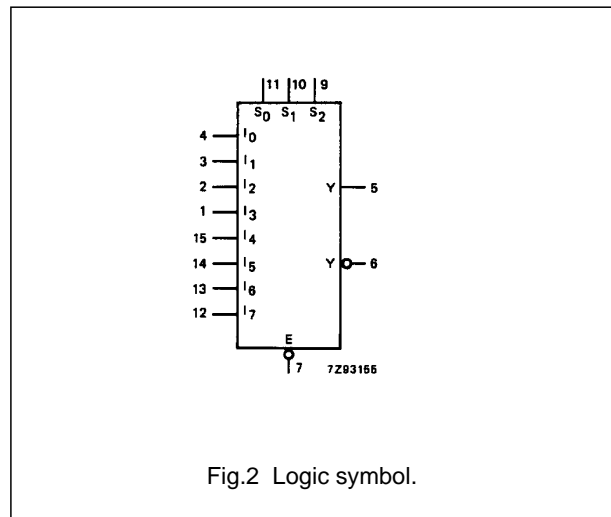 11 10 9
S0 S1 S2
4 I0
3 I1
2 I2 Y 5
1 I3
15 I4
14 I5 Y 6
13 I6
12 I7
E
7 7Z93155
Fig.2 Logic symbol.